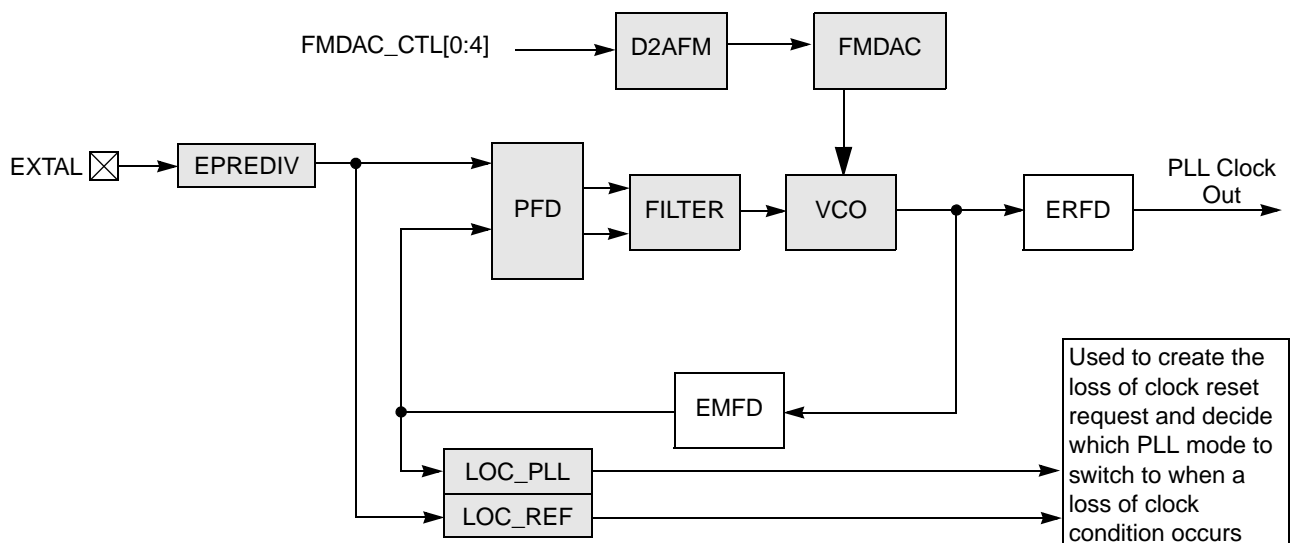 FMDAC_CTL[0:4]
D2AFM
FMDAC
EXTAL
EPREDIV
PFD
FILTER
VCO
ERFD
PLL Clock
Out
EMFD
LOC_PLL
LOC_REF
Used to create the
loss of clock reset
request and decide
which PLL mode to
switch to when a
loss of clock
condition occurs